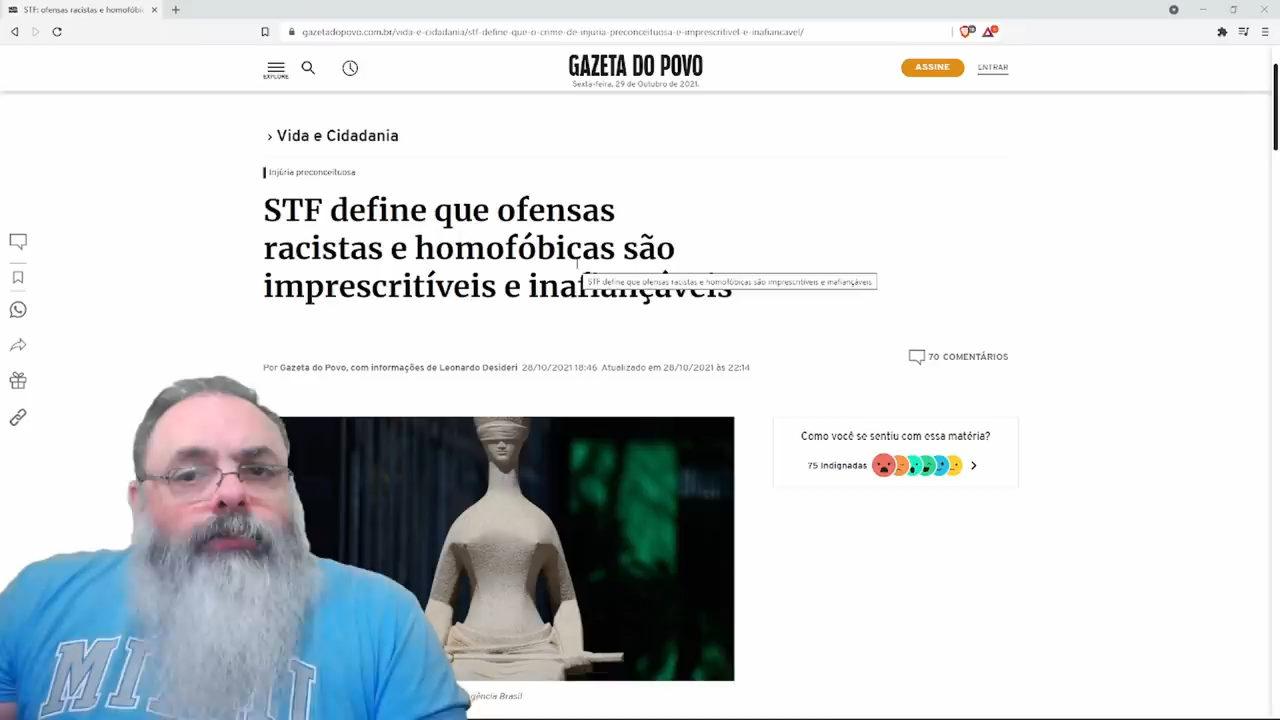 STF: ofensas racistas e homofóbic
gazetadopovo.com.br/vida-e-cidadania/stf-define-que-o-crime-de-injuria-preconceituosa-e-imprescritivel-e-inafiancavel/
EXPLORE
GAZETA DO POVO
Sexta-feira, 29 de Outubro de 2021.
ASSINE
ENTRAR
› Vida e Cidadania
Injúria preconceituosa
STF define que ofensas
racistas e homofóbicas são
imprescritíveis e inafiançáveis
STF define que ofensas racistas e homofóbicas são imprescritíveis e inafiançáveis
Por Gazeta do Povo, com informações de Leonardo Desideri 28/10/2021 18:46 Atualizado em 28/10/2021 às 22:14
70 COMENTÁRIOS
Como você se sentiu com essa matéria?
75 Indignadas
gência Brasil